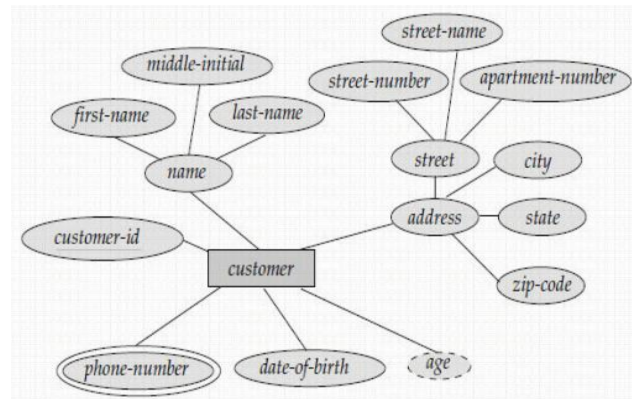 street-name
middle-initial
street-number
apartment-number
first-name
last-name
street
city
name
address
state
customer-id
customer
zip-code
phone-number
date-of-birth
age